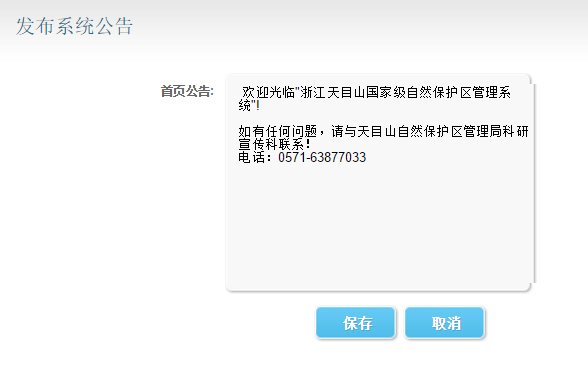 发布系统公告
首页公告:
欢迎光临"浙江天目山国家级自然保护区管理系
统"!
如有任何问题，请与天目山自然保护区管理局科研
宣传科联系！
电话：0571-63877033
保存
取消